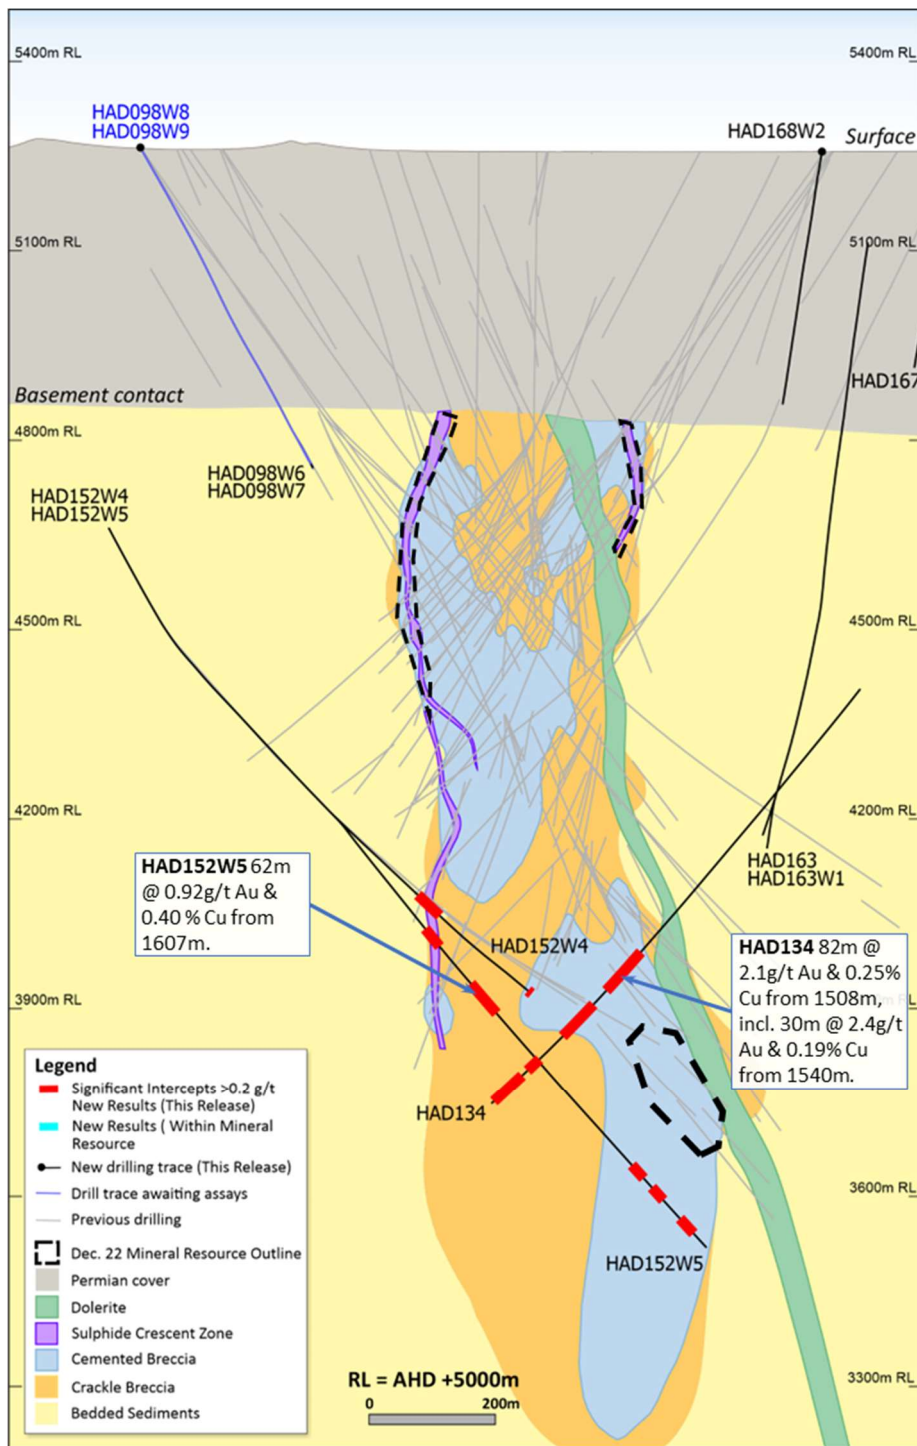 5400m RL
5400m RL
HAD098W8
HAD098W9
HAD168W2
Surface
5100m RL
5100m RL
HAD167
Basement contact
4800m RL
4800m RL
HAD098W6
HAD098W7
HAD152W4
HAD152W5
4500m RL
4500m RL
4200m RL
4200m RL
HAD152W5 62m
@ 0.92g/t Au &
0.40 % Cu from
1607m.
HAD163
HAD163W1
HAD152W4
HAD134 82m @
2.1g/t Au & 0.25%
Cu from 1508m,
incl. 30m @ 2.4g/t
Au & 0.19% Cu
from 1540m.
3900m RL
HAD134
Legend
Significant Intercepts >0.2 g/t
New Results (This Release)
New Results ( Within Mineral
Resource
New drilling trace (This Release)
Drill trace awaiting assays
Previous drilling
Dec. 22 Mineral Resource Outline
Permian cover
Dolerite
Sulphide Crescent Zone
Cemented Breccia
Crackle Breccia
Bedded Sediments
3600m RL
HAD152W5
RL = AHD +5000m
0
200m
3300m RL